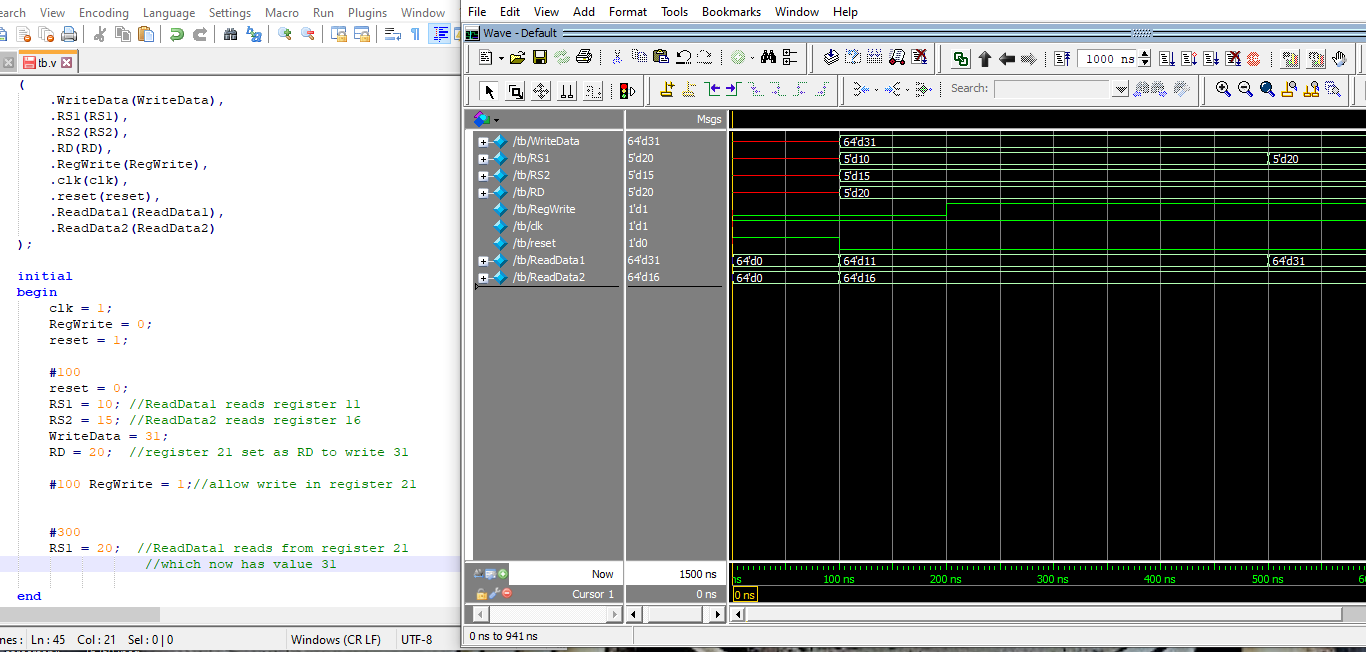 earch View Encoding Language Settings Macro Run Plugins Window
tb.v
(
.WriteData(WriteData),
.RS1(RS1),
.RS2(RS2),
.RD(RD),
.RegWrite(RegWrite),
.clk(clk),
.reset(reset),
.ReadData1(ReadData1),
.ReadData2(ReadData2)
);
initial
begin
clk = 1;
RegWrite = 0;
reset = 1;
#100
reset = 0;
RS1 = 10; //ReadData1 reads register 11
RS2 = 15; //ReadData2 reads register 16
WriteData = 31;
RD = 20; //register 21 set as RD to write 31
#100 RegWrite = 1;//allow write in register 21
#300
RS1 = 20; //ReadData1 reads from register 21
//which now has value 31
end
nes: Ln: 45 Col: 21 Sel: 0 | 0 Windows (CR LF) UTF-8
File Edit View Add Format Tools Bookmarks Window Help
Wave - Default
1000 ns
Search:
Msgs
/tb/WriteData 64'd31 64'd31
/tb/RS1 5'd20 5'd10 5'd20
/tb/RS2 5'd15 5'd15
/tb/RD 5'd20 5'd20
/tb/RegWrite 1'd1
/tb/clk 1'd1
/tb/reset 1'd0
/tb/ReadData1 64'd31 64'd0 64'd11 64'd31
/tb/ReadData2 64'd16 64'd0 64'd16
Now 1500 ns ns 100 ns 200 ns 300 ns 400 ns 500 ns 6
Cursor 1 0 ns 0 ns
0 ns to 941 ns